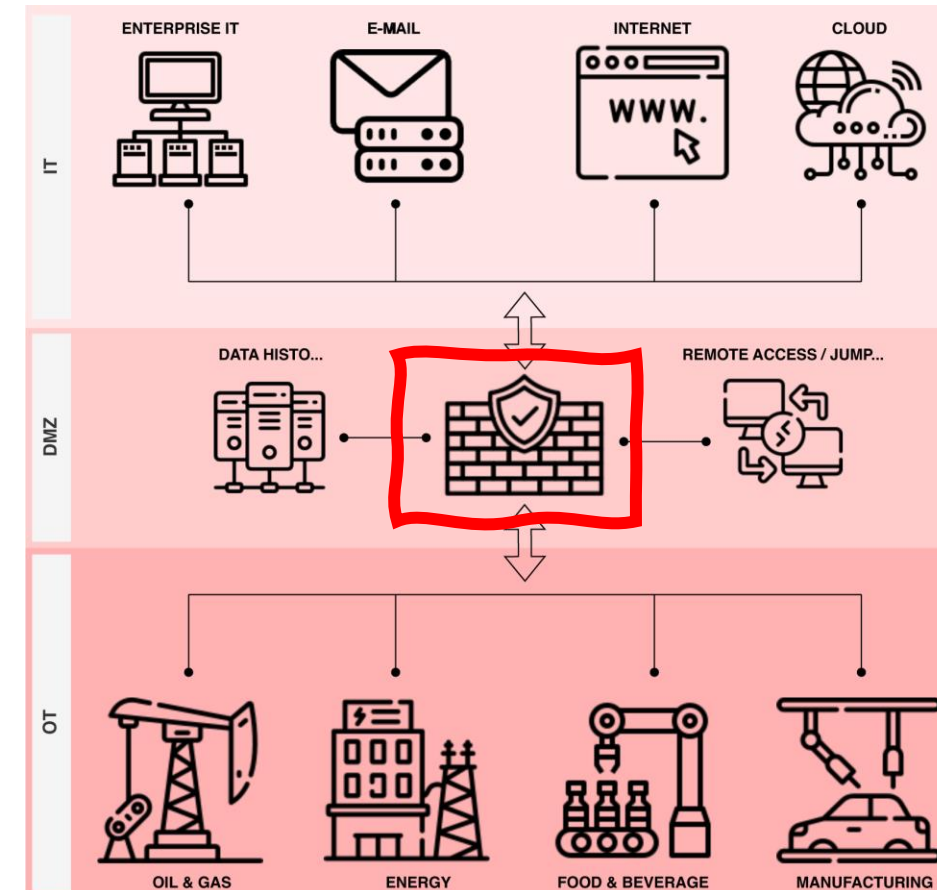 ENTERPRISE IT
E-MAIL
INTERNET
CLOUD
WWW.
IT
DATA HISTO...
REMOTE ACCESS / JUMP...
DMZ
OT
OIL & GAS
ENERGY
FOOD & BEVERAGE
MANUFACTURING